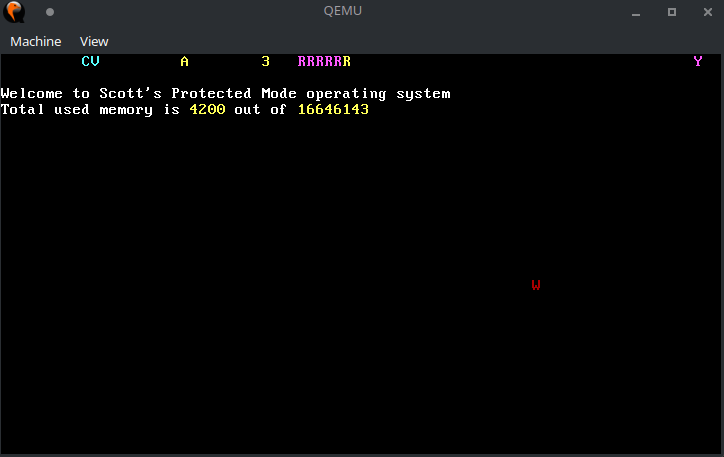 QEMU
Machine View
CV A 3 RRRRRR Y
Welcome to Scott's Protected Mode operating system
Total used memory is 4200 out of 16646143
W